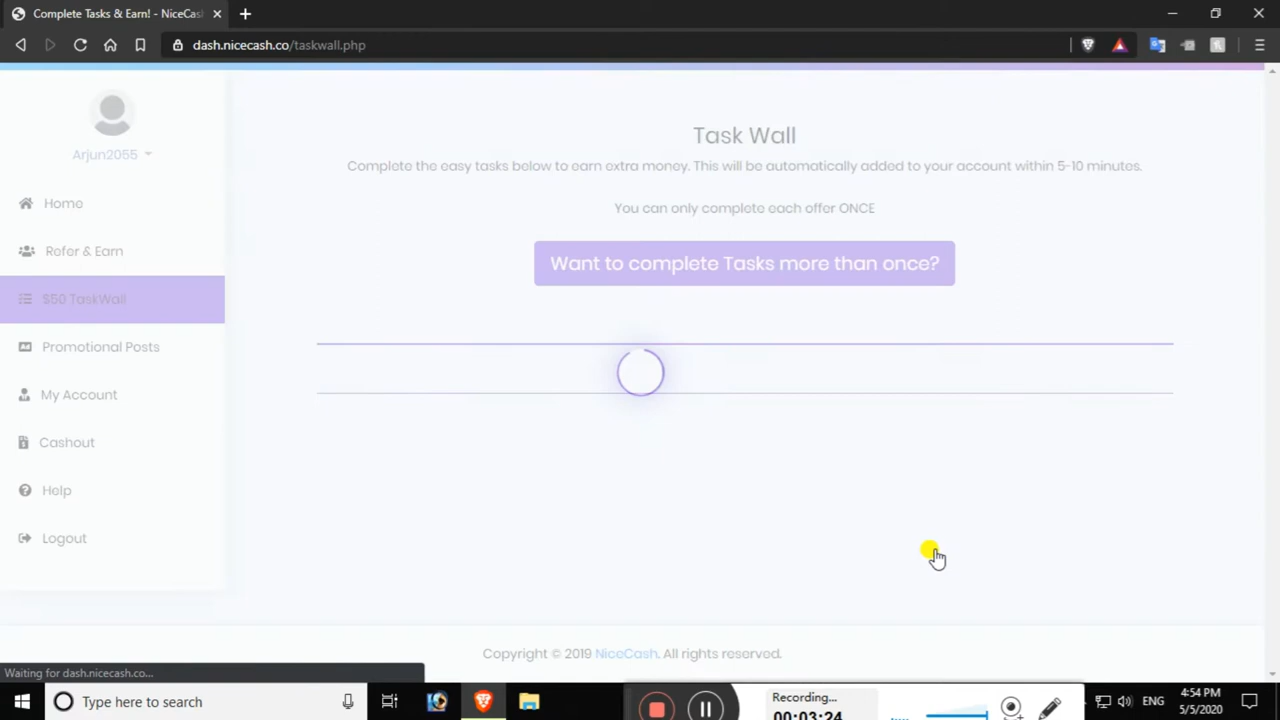 Complete Tasks & Earn! - NiceCas
dash.nicecash.co/taskwall.php
Arjun2055
Home
Refer & Earn
$50 TaskWall
Promotional Posts
My Account
Cashout
Help
Logout
Task Wall
Complete the easy tasks below to earn extra money. This will be automatically added to your account within 5-10 minutes.
You can only complete each offer ONCE
Want to complete Tasks more than once?
Copyright © 2019 NiceCash. All rights reserved.
Waiting for dash.nicecash.co...
Type here to search
Recording...
00:03:24
ENG
4:54 PM
5/5/2020